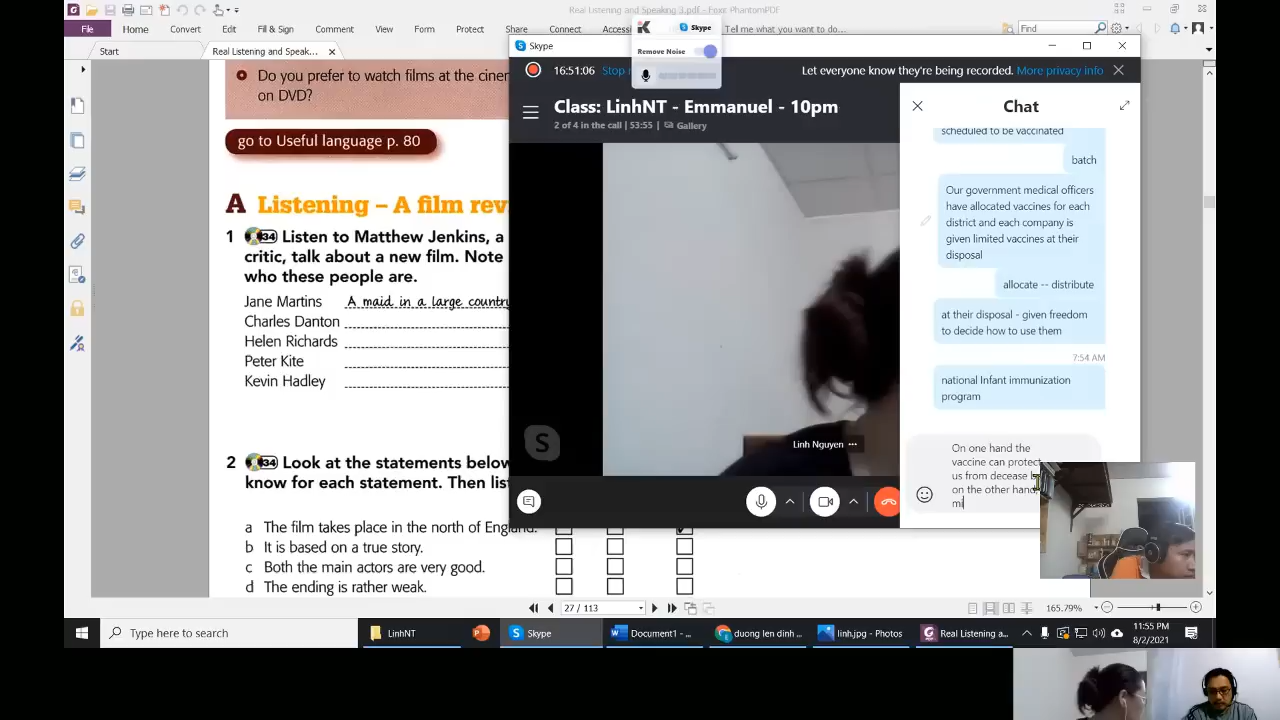 Real Listening and Speaking 3.pdf - Foxit PhantomPDF
File Home Convert Edit Fill & Sign Comment View Form Protect Share Connect Tell me what you want to do...
Find
Start
Real Listening and Speak...
Do you prefer to watch films at the
on DVD?
go to Useful language p. 80
A Listening – A film
1 34 Listen to Matthew Jenkins, a
critic, talk about a new film. Note
who these people are.
Jane Martins A maid in a large country
Charles Danton
Helen Richards
Peter Kite
Kevin Hadley
2 34 Look at the statements below
know for each statement. Then
a The film takes place in the north of England.
b It is based on a true story.
c Both the main actors are very good.
d The ending is rather weak.
Skype
Remove Noise
Skype
16:51:06 Stop
Let everyone know they're being recorded. More privacy info
Class: LinhNT - Emmanuel - 10pm
2 of 4 in the call | 53:55 | Gallery
Linh Nguyen
Chat
scheduled to be vaccinated
batch
Our government medical officers
have allocated vaccines for each
district and each company is
given limited vaccines at their
disposal
allocate -- distribute
at their disposal - given freedom
to decide how to use them
7:54 AM
national Infant immunization
program
On one hand the
vaccine can protect
us from decease
on the other hand
mi
27 / 113
165.79%
Type here to search
LinhNT
Skype
Document1 - ...
duong len dinh ...
linh.jpg - Photos
Real Listening a...
11:55 PM
8/2/2021